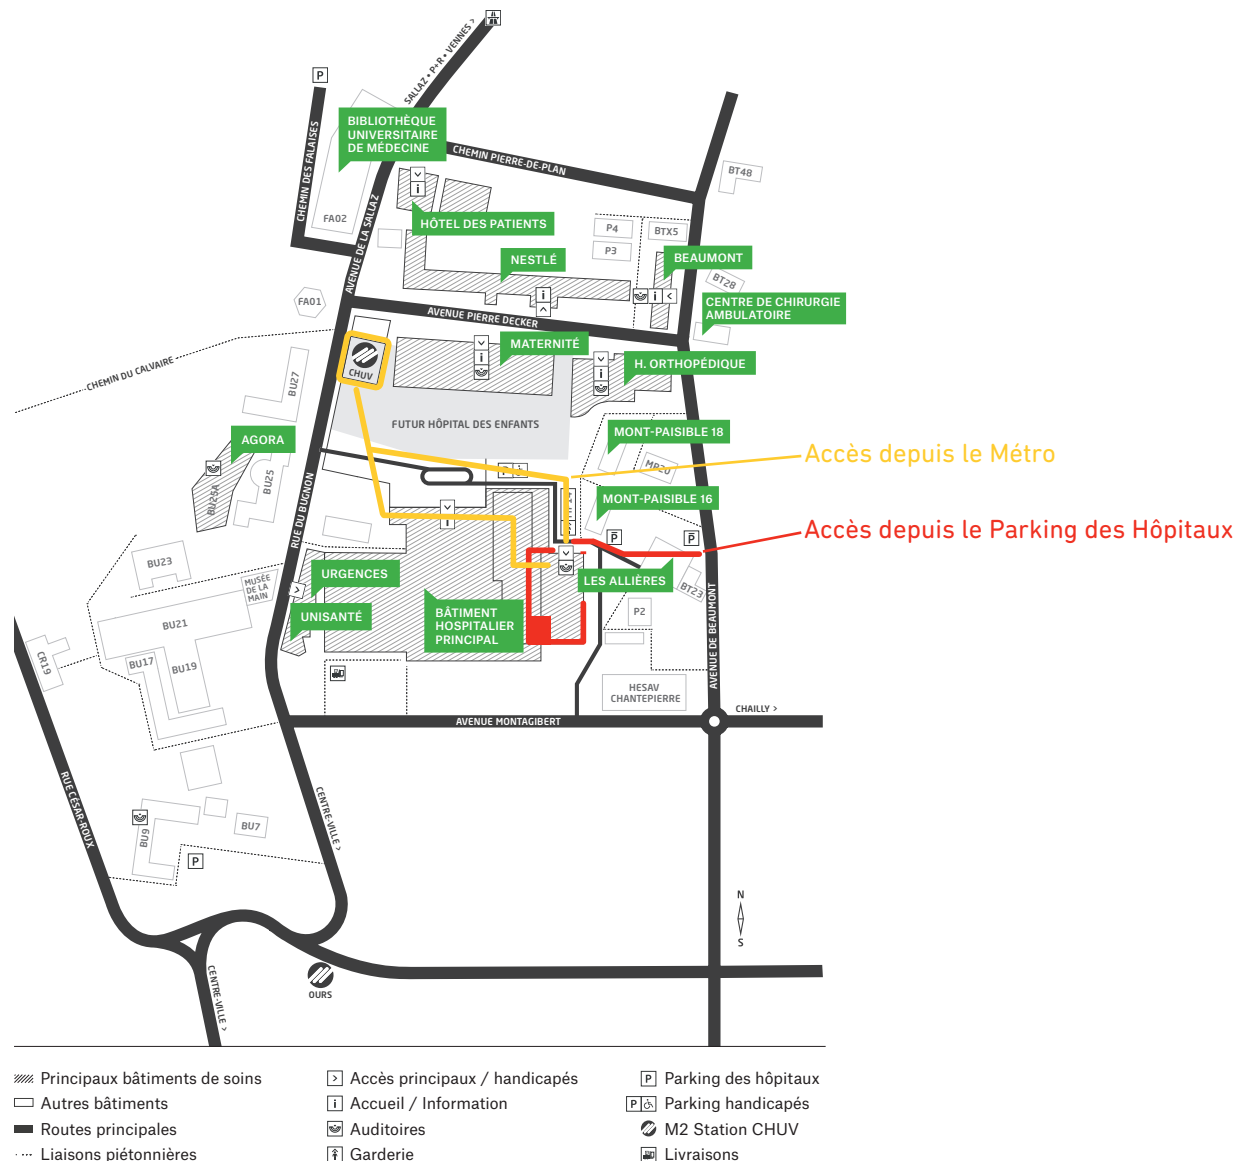 SALLAZ • P+R • VENNES >
P
BIBLIOTHÈQUE
UNIVERSITAIRE
DE MÉDECINE
CHEMIN DES FALAISES
FA02
AVENUE DE LA SALLAZ
CHEMIN PIERRE-DE-PLAN
BT48
i
HÔTEL DES PATIENTS
P4
P3
BTX5
NESTLÉ
BEAUMONT
BT28
FA01
i
i
CENTRE DE CHIRURGIE
AMBULATOIRE
AVENUE PIERRE DECKER
MATERNITÉ
i
H. ORTHOPÉDIQUE
i
CHUV
CHEMIN DU CALVAIRE
BU27
FUTUR HÔPITAL DES ENFANTS
AGORA
MONT-PAISIBLE 18
MP20
Accès depuis le Métro
BU25A
BU25
P
MONT-PAISIBLE 16
RUE DU BUGNON
i
P
P
Accès depuis le Parking des Hôpitaux
BU23
MUSÉE
DE LA
MAIN
URGENCES
LES ALLIÈRES
BT23
UNISANTÉ
BÂTIMENT
HOSPITALIER
PRINCIPAL
P2
AVENUE DE BEAUMONT
BU21
CR19
BU17
BU19
HESAV
CHANTEPIERRE
CHAILLY >
AVENUE MONTAGIBERT
RUE CÉSAR-ROUX
CENTRE-VILLE >
BU9
BU7
P
N
S
CENTRE-VILLE >
OURS
Principaux bâtiments de soins
Autres bâtiments
Routes principales
Liaisons piétonnières
Accès principaux / handicapés
i Accueil / Information
Auditoires
Garderie
P Parking des hôpitaux
P Parking handicapés
M2 Station CHUV
Livraisons